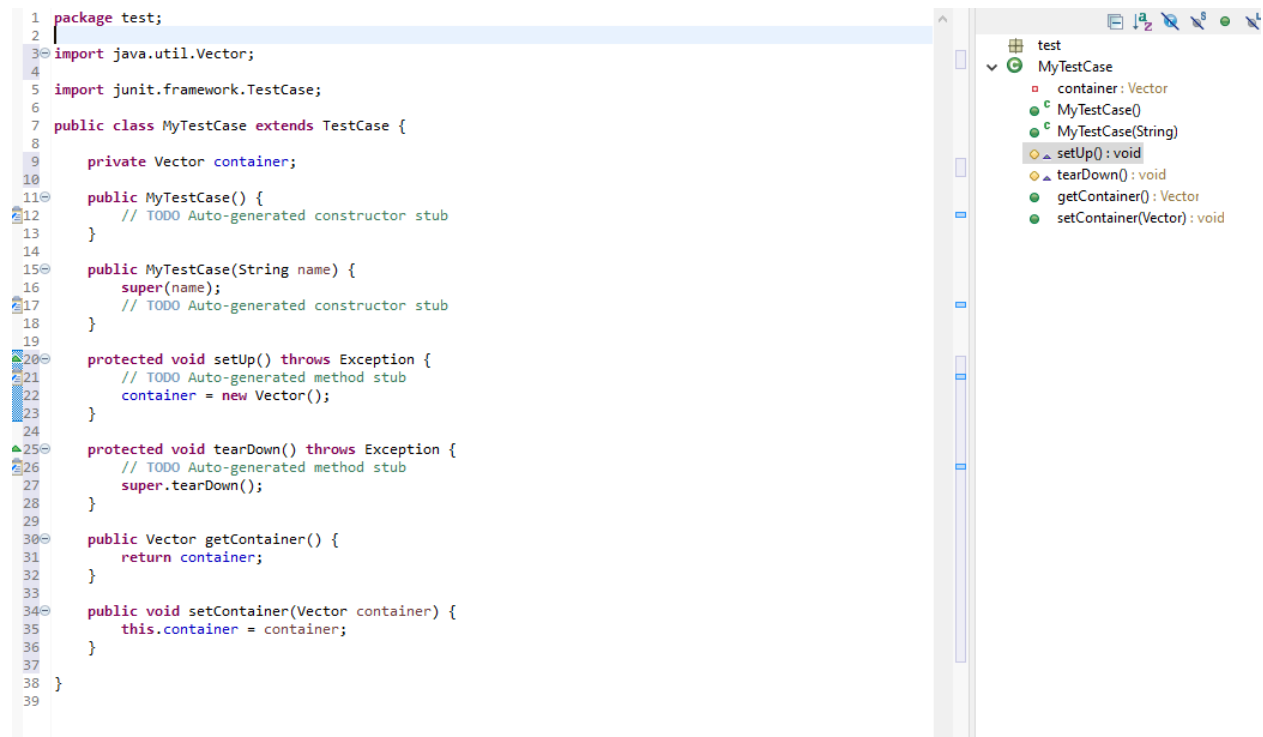 1 package test;
2
3 import java.util.Vector;
4
5 import junit.framework.TestCase;
6
7 public class MyTestCase extends TestCase {
8
9     private Vector container;
10
11     public MyTestCase() {
12         // TODO Auto-generated constructor stub
13     }
14
15     public MyTestCase(String name) {
16         super(name);
17         // TODO Auto-generated constructor stub
18     }
19
20     protected void setUp() throws Exception {
21         // TODO Auto-generated method stub
22         container = new Vector();
23     }
24
25     protected void tearDown() throws Exception {
26         // TODO Auto-generated method stub
27         super.tearDown();
28     }
29
30     public Vector getContainer() {
31         return container;
32     }
33
34     public void setContainer(Vector container) {
35         this.container = container;
36     }
37
38 }
39
test
MyTestCase
container : Vector
MyTestCase()
MyTestCase(String)
setUp() : void
tearDown() : void
getContainer() : Vector
setContainer(Vector) : void